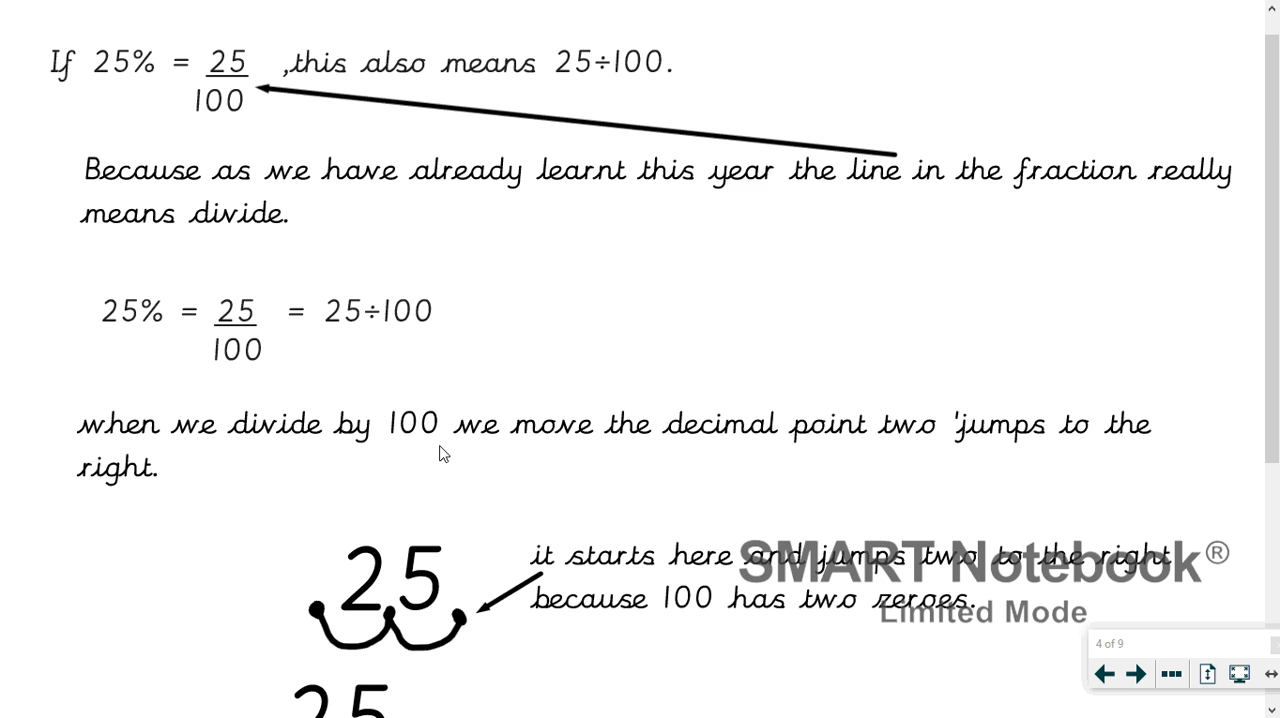 If 25% = 25 ,this also means 25÷100.
100
Because as we have already learnt this year the line in the fraction really
means divide.
25% = 25 = 25÷100
100
when we divide by 100 we move the decimal point two 'jumps to the
right.
.25.
it starts here and jumps two to the right
because 100 has two zeroes.
SMART Notebook®
Limited Mode
4 of 9
25